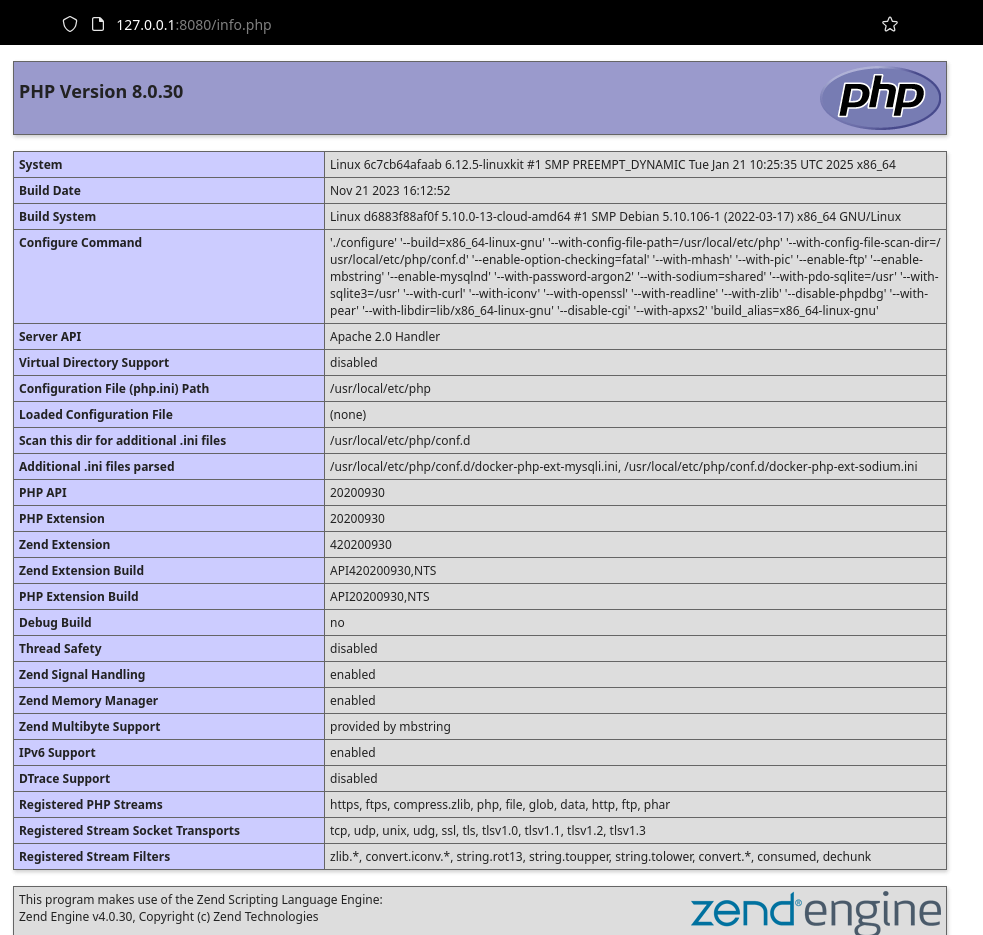 127.0.0.1:8080/info.php
PHP Version 8.0.30
php
System Linux 6c7cb64afaab 6.12.5-linuxkit #1 SMP PREEMPT_DYNAMIC Tue Jan 21 10:25:35 UTC 2025 x86_64
Build Date Nov 21 2023 16:12:52
Build System Linux d6883f88af0f 5.10.0-13-cloud-amd64 #1 SMP Debian 5.10.106-1 (2022-03-17) x86_64 GNU/Linux
Configure Command './configure' '--build=x86_64-linux-gnu' '--with-config-file-path=/usr/local/etc/php' '--with-config-file-scan-dir=/
usr/local/etc/php/conf.d' '--enable-option-checking=fatal' '--with-mhash' '--with-pic' '--enable-ftp' '--enable-
mbstring' '--enable-mysqlnd' '--with-password-argon2' '--with-sodium=shared' '--with-pdo-sqlite=/usr' '--with-
sqlite3=/usr' '--with-curl' '--with-iconv' '--with-openssl' '--with-readline' '--with-zlib' '--disable-phpdbg' '--with-
pear' '--with-libdir=lib/x86_64-linux-gnu' '--disable-cgi' '--with-apxs2' 'build_alias=x86_64-linux-gnu'
Server API Apache 2.0 Handler
Virtual Directory Support disabled
Configuration File (php.ini) Path /usr/local/etc/php
Loaded Configuration File (none)
Scan this dir for additional .ini files /usr/local/etc/php/conf.d
Additional .ini files parsed /usr/local/etc/php/conf.d/docker-php-ext-mysqli.ini, /usr/local/etc/php/conf.d/docker-php-ext-sodium.ini
PHP API 20200930
PHP Extension 20200930
Zend Extension 420200930
Zend Extension Build API420200930,NTS
PHP Extension Build API20200930,NTS
Debug Build no
Thread Safety disabled
Zend Signal Handling enabled
Zend Memory Manager enabled
Zend Multibyte Support provided by mbstring
IPv6 Support enabled
DTrace Support disabled
Registered PHP Streams https, ftps, compress.zlib, php, file, glob, data, http, ftp, phar
Registered Stream Socket Transports tcp, udp, unix, udg, ssl, tls, tlsv1.0, tlsv1.1, tlsv1.2, tlsv1.3
Registered Stream Filters zlib.*, convert.iconv.*, string.rot13, string.toupper, string.tolower, convert.*, consumed, dechunk
This program makes use of the Zend Scripting Language Engine:
Zend Engine v4.0.30, Copyright (c) Zend Technologies
zend® engine